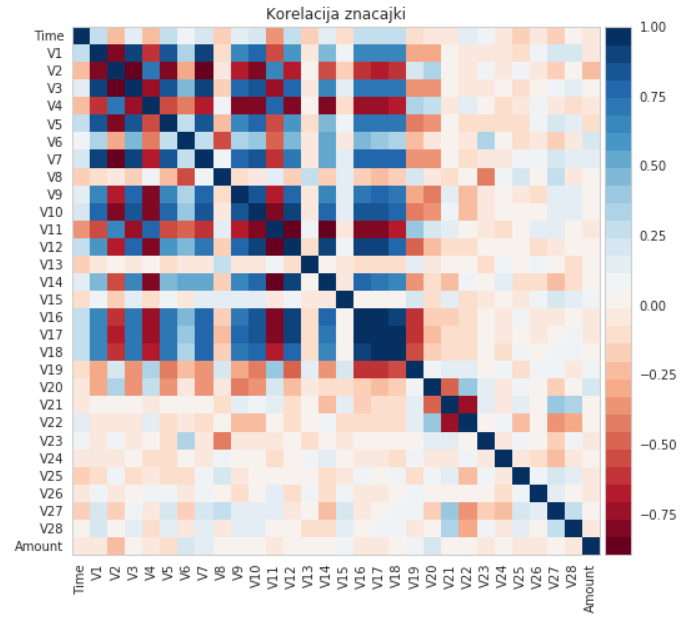 Korelacija znacajki
Time
V1
V2
V3
V4
V5
V6
V7
V8
V9
V10
V11
V12
V13
V14
V15
V16
V17
V18
V19
V20
V21
V22
V23
V24
V25
V26
V27
V28
Amount
Time
V1
V2
V3
V4
V5
V6
V7
V8
V9
V10
V11
V12
V13
V14
V15
V16
V17
V18
V19
V20
V21
V22
V23
V24
V25
V26
V27
V28
Amount
1.00
0.75
0.50
0.25
0.00
−0.25
−0.50
−0.75